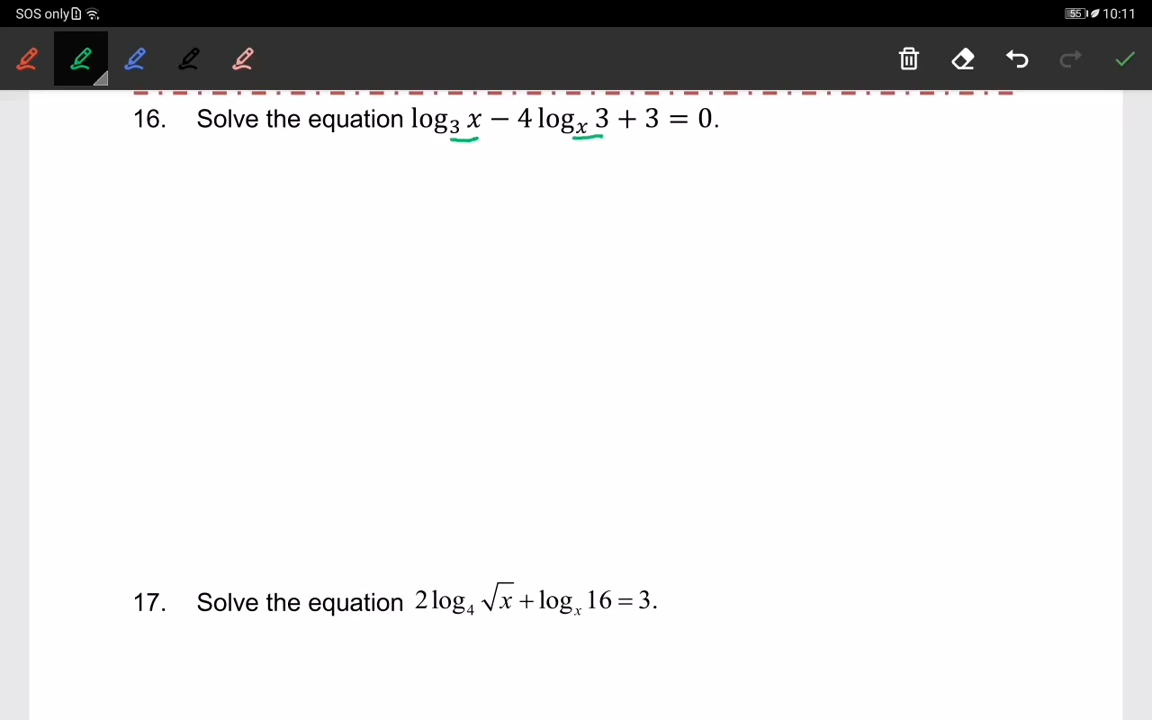 SOS only 55 10:11
16. Solve the equation log₃ x − 4 logₓ 3 + 3 = 0.
17. Solve the equation 2 log₄ √x + logₓ 16 = 3.